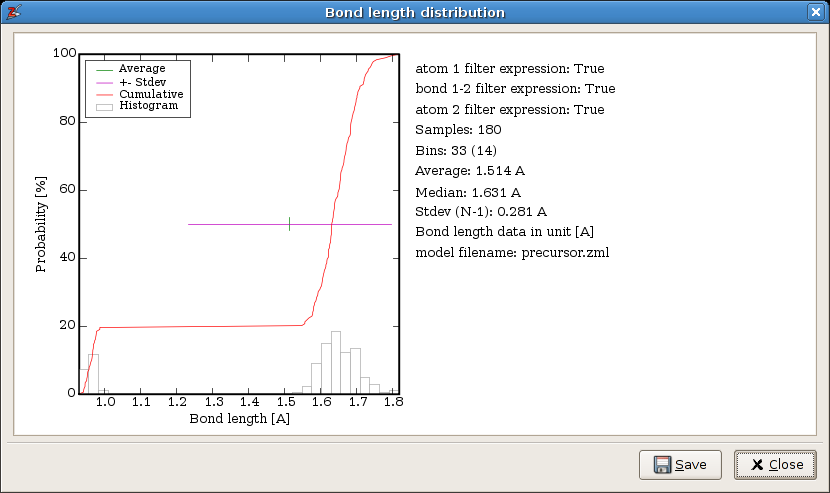 Bond length distribution
100
80
60
40
20
0
Probability [%]
Average
+- Stdev
Cumulative
Histogram
1.0 1.1 1.2 1.3 1.4 1.5 1.6 1.7 1.8
Bond length [A]
atom 1 filter expression: True
bond 1-2 filter expression: True
atom 2 filter expression: True
Samples: 180
Bins: 33 (14)
Average: 1.514 A
Median: 1.631 A
Stdev (N-1): 0.281 A
Bond length data in unit [A]
model filename: precursor.zml
Save Close